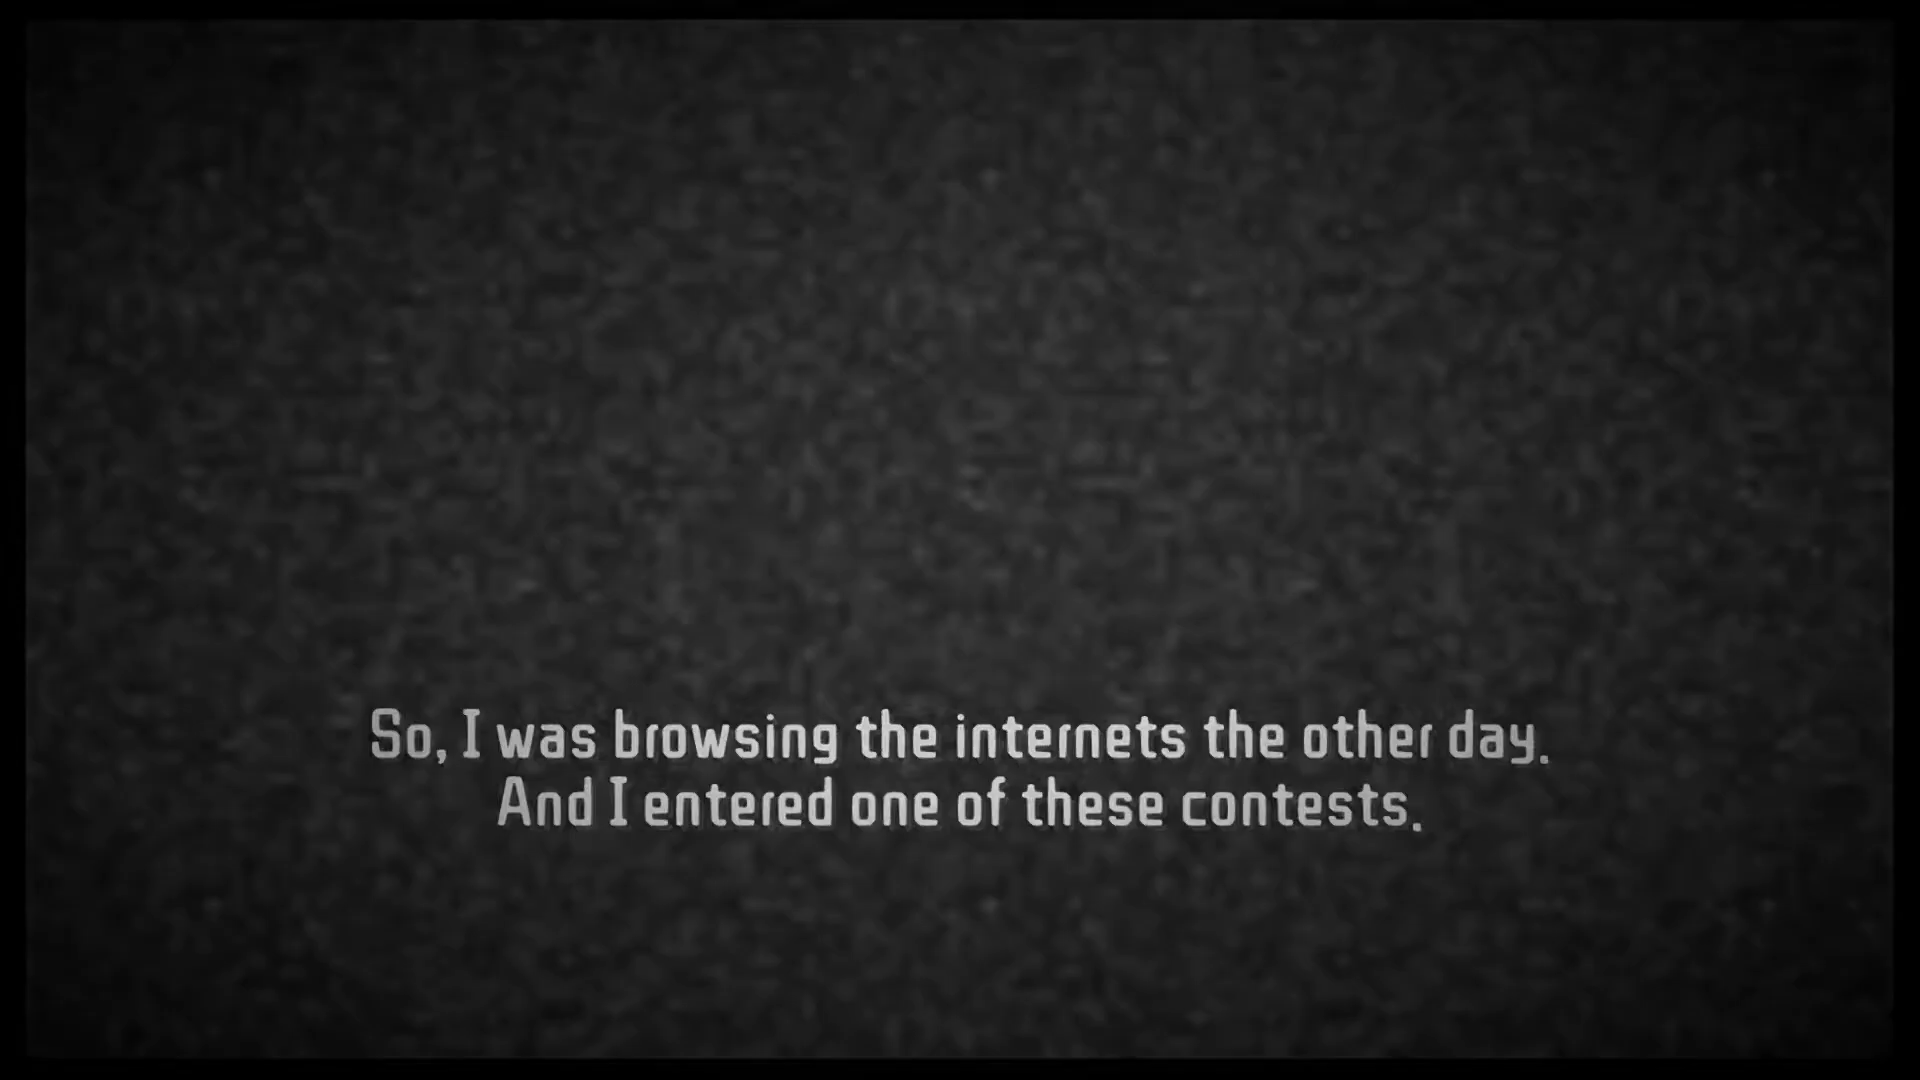 So, I was browsing the internets the other day.
And I entered one of these contests.